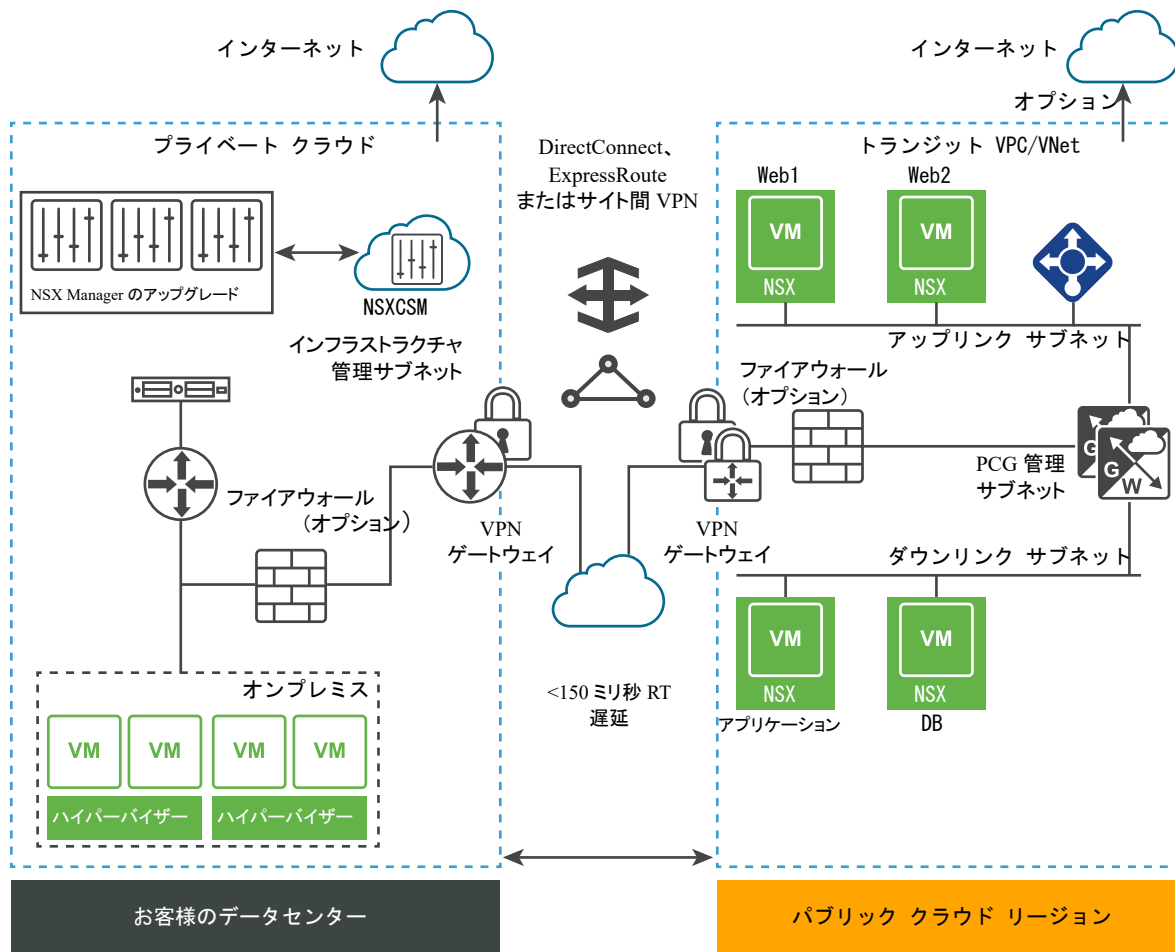 インターネット
インターネット
オプション
プライベート クラウド
NSX Manager のアップグレード
NSXCSM
インフラストラクチャ
管理サブネット
ファイアウォール
(オプション)
VPN
ゲートウェイ
オンプレミス
VM
VM
VM
VM
ハイパーバイザー
ハイパーバイザー
お客様のデータセンター
DirectConnect、
ExpressRoute
またはサイト間 VPN
<150 ミリ秒 RT
遅延
トランジット VPC/VNet
Web1
Web2
VM
NSX
VM
NSX
アップリンク サブネット
ファイアウォール
(オプション)
VPN
ゲートウェイ
PCG 管理
サブネット
G
G
W
ダウンリンク サブネット
VM
NSX
VM
NSX
アプリケーション
DB
パブリック クラウド リージョン